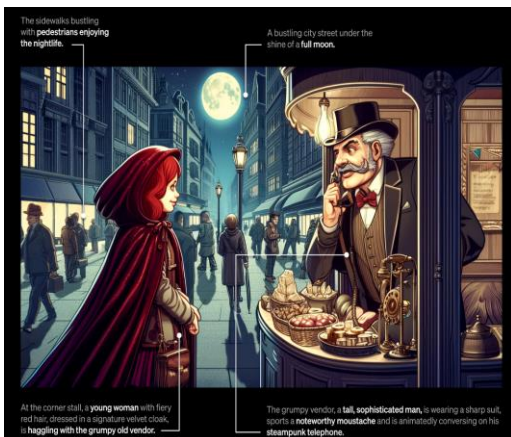 The sidewalks bustling
with pedestrians enjoying
the nightlife.
A bustling city street under the
shine of a full moon.
At the corner stall, a young woman with fiery
red hair, dressed in a signature velvet cloak,
is haggling with the grumpy old vendor.
The grumpy vendor, a tall, sophisticated man, is wearing a sharp suit,
sports a noteworthy moustache and is animatedly conversing on his
steampunk telephone.